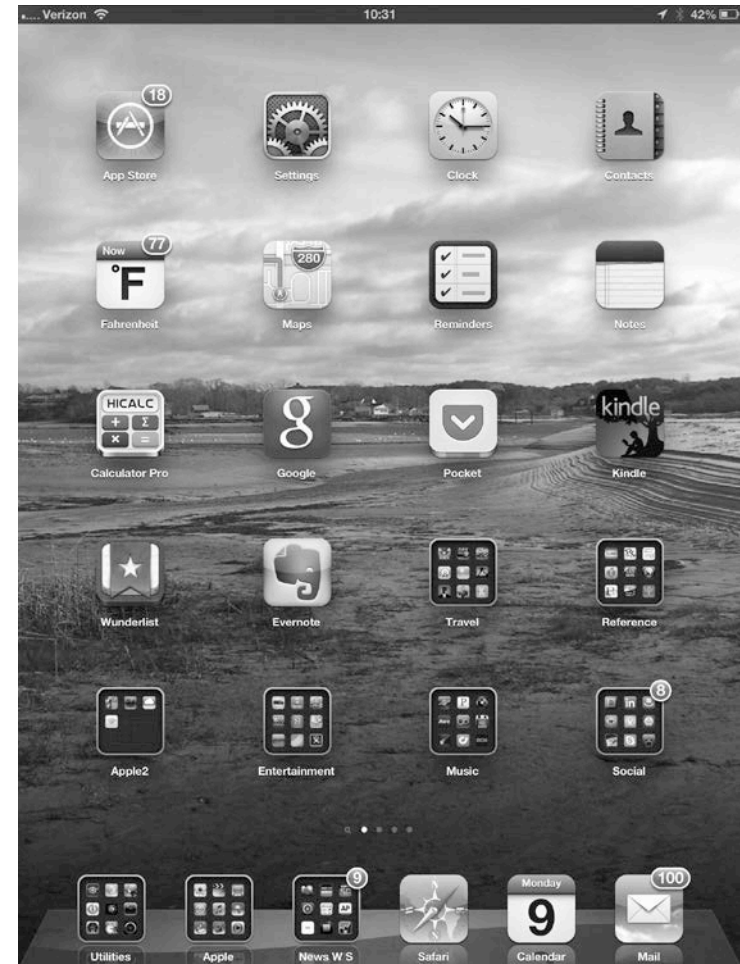 Verizon 10:31 42%
18
App Store Settings Clock Contacts
Now 77 280
°F
Fahrenheit Maps Reminders Notes
HICALC g kindle
+ Σ
× =
Calculator Pro Google Pocket Kindle
Wunderlist Evernote Travel Reference
8
Apple2 Entertainment Music Social
9 Monday 100
9
Utilities Apple News W S Safari Calendar Mail